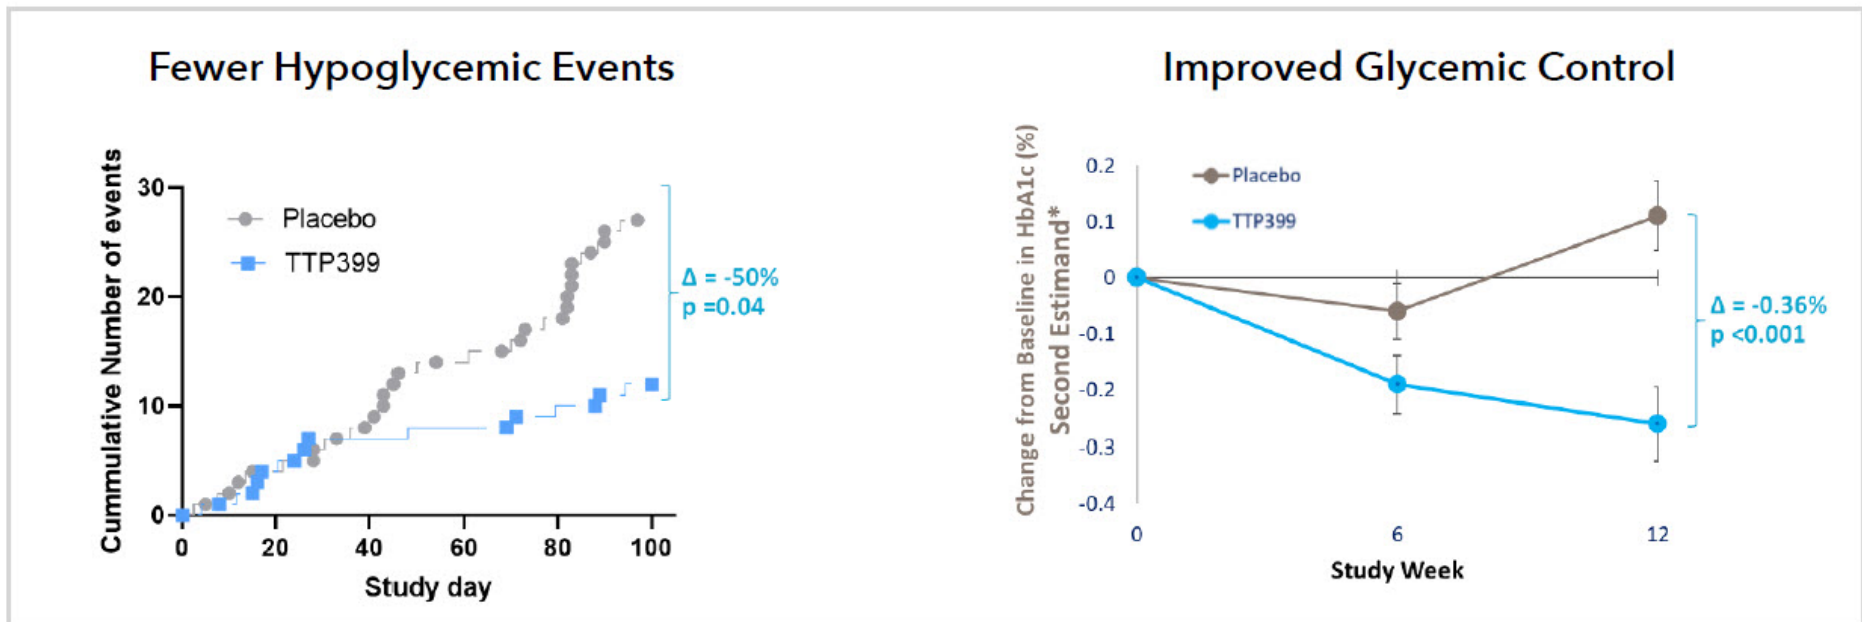 Fewer Hypoglycemic Events
Cummulative Number of events
30
20
10
0
Placebo
TTP399
Δ = -50%
p =0.04
0 20 40 60 80 100
Study day
Improved Glycemic Control
Change from Baseline in HbA1c (%)
Second Estimand*
0.2
0.1
0
-0.1
-0.2
-0.3
-0.4
Placebo
TTP399
Δ = -0.36%
p <0.001
0 6 12
Study Week